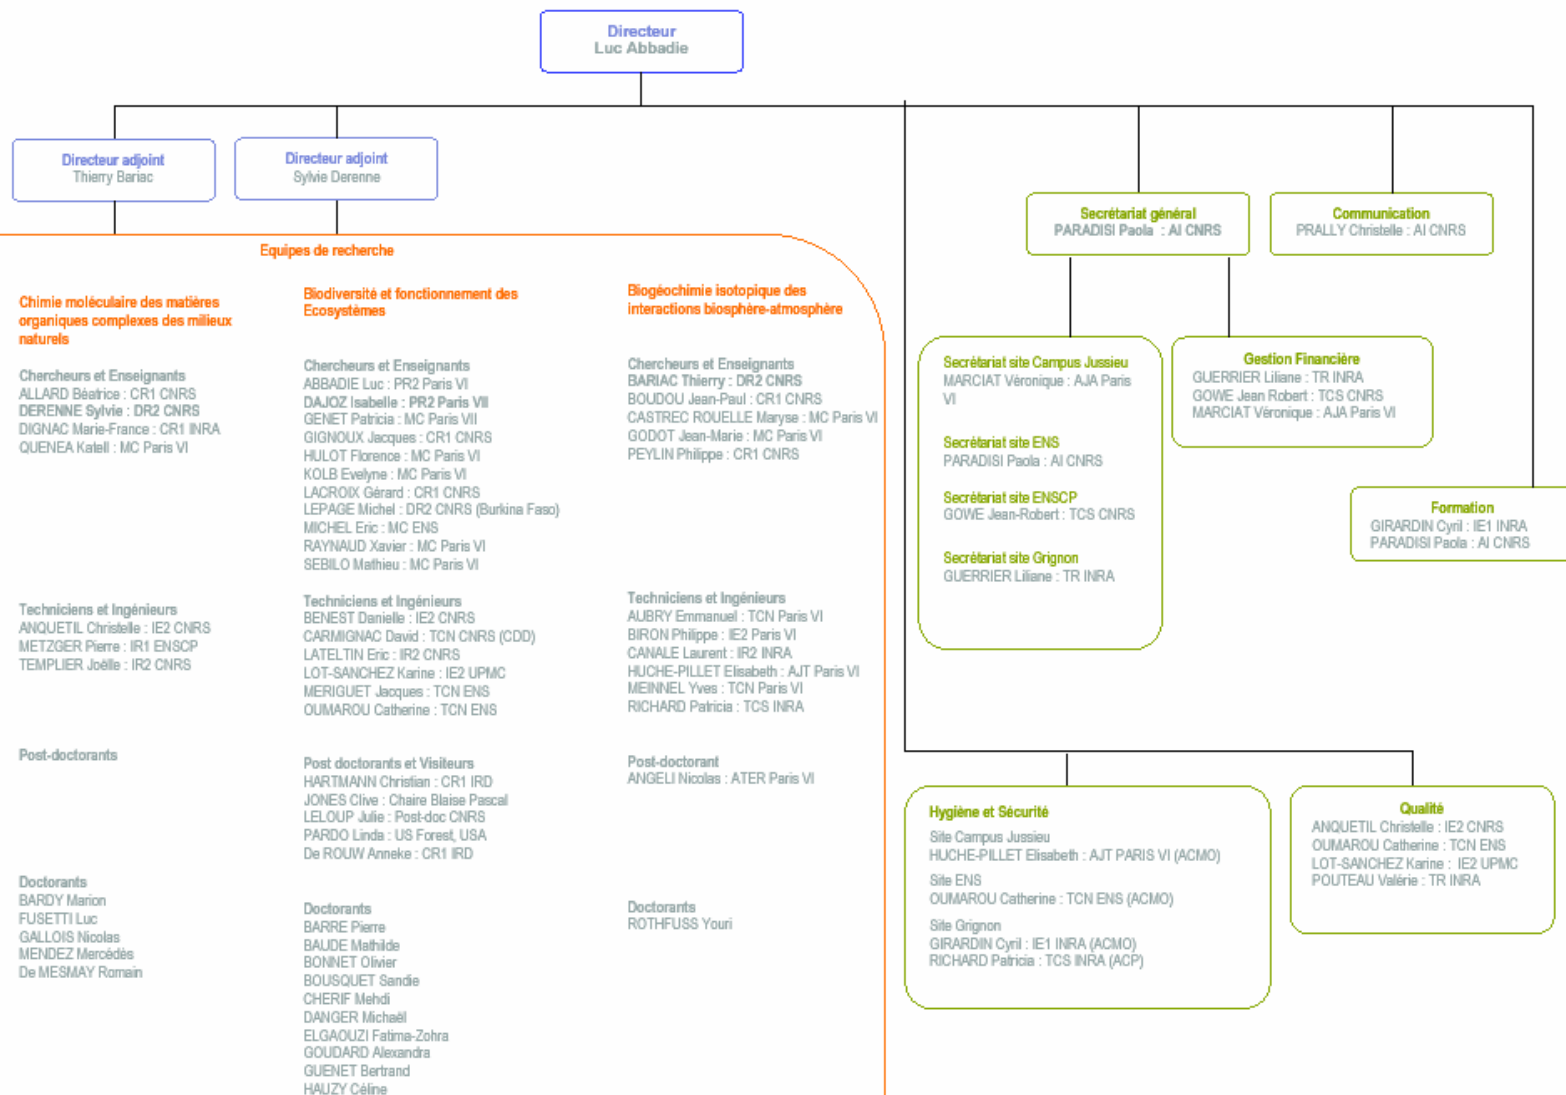 Directeur
Luc Abbadie
Directeur adjoint
Thierry Bariac
Directeur adjoint
Sylvie Derenne
Secrétariat général
PARADISI Paola : AI CNRS
Communication
PRALLY Christelle : AI CNRS
Equipes de recherche
Chimie moléculaire des matières
organiques complexes des milieux
naturels
Chercheurs et Enseignants
ALLARD Béatrice : CR1 CNRS
DERENNE Sylvie : DR2 CNRS
DIGNAC Marie-France : CR1 INRA
QUENEA Katell : MC Paris VI
Techniciens et Ingénieurs
ANQUETIL Christelle : IE2 CNRS
METZGER Pierre : IR1 ENSCP
TEMPLIER Joëlle : IR2 CNRS
Post-doctorants
Doctorants
BARDY Marion
FUSETTI Luc
GALLOIS Nicolas
MENDEZ Mercédès
De MESMAY Romain
Biodiversité et fonctionnement des
Ecosystèmes
Chercheurs et Enseignants
ABBADIE Luc : PR2 Paris VI
DAJOZ Isabelle : PR2 Paris VII
GENET Patricia : MC Paris VII
GIGNOUX Jacques : CR1 CNRS
HULOT Florence : MC Paris VI
KOLB Evelyne : MC Paris VI
LACROIX Gérard : CR1 CNRS
LEPAGE Michel : DR2 CNRS (Burkina Faso)
MICHEL Eric : MC ENS
RAYNAUD Xavier : MC Paris VI
SEBILO Mathieu : MC Paris VI
Techniciens et Ingénieurs
BENEST Danielle : IE2 CNRS
CARMIGNAC David : TCN CNRS (CDD)
LATELTIN Eric : IR2 CNRS
LOT-SANCHEZ Karine : IE2 UPMC
MERIGUET Jacques : TCN ENS
OUMAROU Catherine : TCN ENS
Post doctorants et Visiteurs
HARTMANN Christian : CR1 IRD
JONES Clive : Chaire Blaise Pascal
LELOUP Julie : Post-doc CNRS
PARDO Linda : US Forest, USA
De ROUW Anneke : CR1 IRD
Doctorants
BARRE Pierre
BAUDE Mathilde
BONNET Olivier
BOUSQUET Sandie
CHERIF Mehdi
DANGER Michaël
ELGAOUZI Fatima-Zohra
GOUDARD Alexandra
GUENET Bertrand
HAUZY Céline
Biogéochimie isotopique des
interactions biosphère-atmosphère
Chercheurs et Enseignants
BARIAC Thierry : DR2 CNRS
BOUDOU Jean-Paul : CR1 CNRS
CASTREC ROUELLE Maryse : MC Paris VI
GODOT Jean-Marie : MC Paris VI
PEYLIN Philippe : CR1 CNRS
Techniciens et Ingénieurs
AUBRY Emmanuel : TCN Paris VI
BIRON Philippe : IE2 Paris VI
CANALE Laurent : IR2 INRA
HUCHE-PILLET Elisabeth : AJT Paris VI
MEINNEL Yves : TCN Paris VI
RICHARD Patricia : TCS INRA
Post-doctorant
ANGELI Nicolas : ATER Paris VI
Doctorants
ROTHFUSS Youri
Secrétariat site Campus Jussieu
MARCIAT Véronique : AJA Paris
VI
Secrétariat site ENS
PARADISI Paola : AI CNRS
Secrétariat site ENSCP
GOWE Jean-Robert : TCS CNRS
Secrétariat site Grignon
GUERRIER Liliane : TR INRA
Gestion Financière
GUERRIER Liliane : TR INRA
GOWE Jean Robert : TCS CNRS
MARCIAT Véronique : AJA Paris VI
Formation
GIRARDIN Cyril : IE1 INRA
PARADISI Paola : AI CNRS
Hygiène et Sécurité
Site Campus Jussieu
HUCHE-PILLET Elisabeth : AJT PARIS VI (ACMO)
Site ENS
OUMAROU Catherine : TCN ENS (ACMO)
Site Grignon
GIRARDIN Cyril : IE1 INRA (ACMO)
RICHARD Patricia : TCS INRA (ACP)
Qualité
ANQUETIL Christelle : IE2 CNRS
OUMAROU Catherine : TCN ENS
LOT-SANCHEZ Karine : IE2 UPMC
POUTEAU Valérie : TR INRA